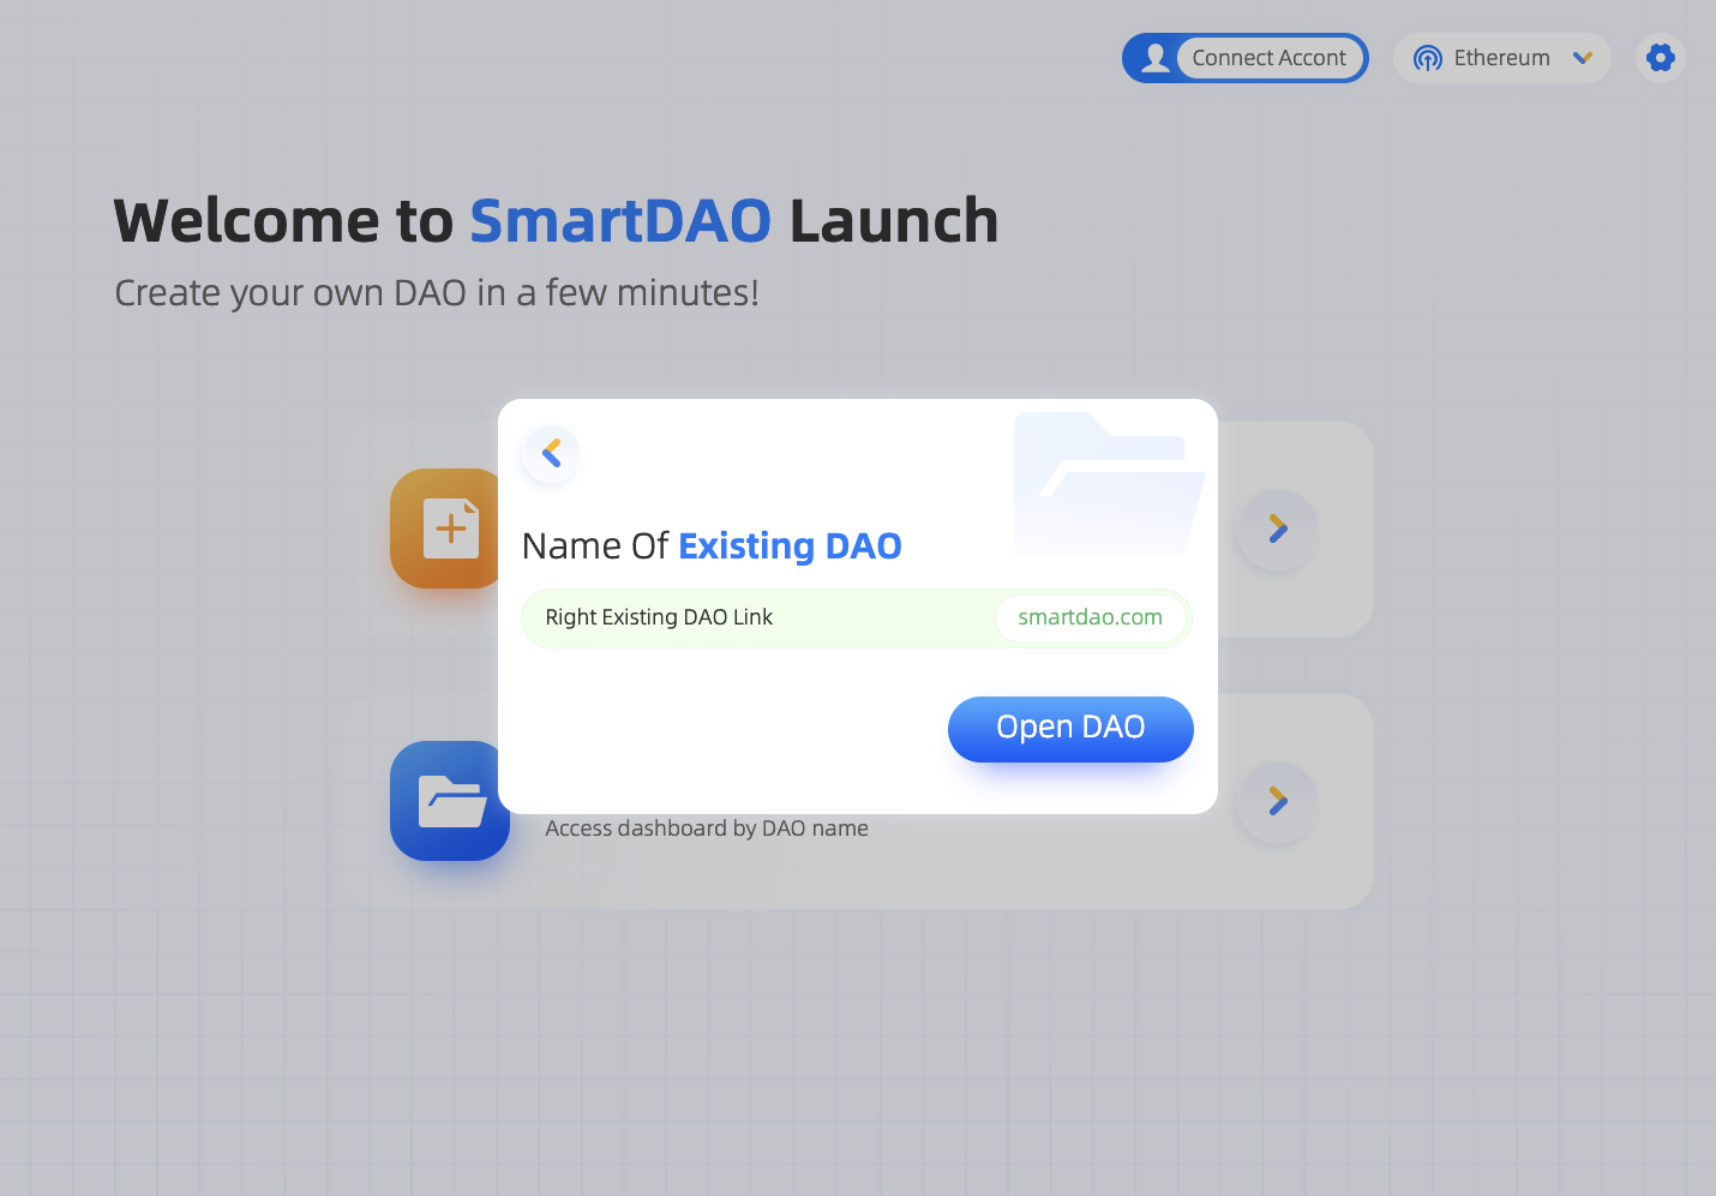 Connect Accont
Ethereum
Welcome to SmartDAO Launch
Create your own DAO in a few minutes!
Name Of Existing DAO
Right Existing DAO Link
smartdao.com
Open DAO
Access dashboard by DAO name